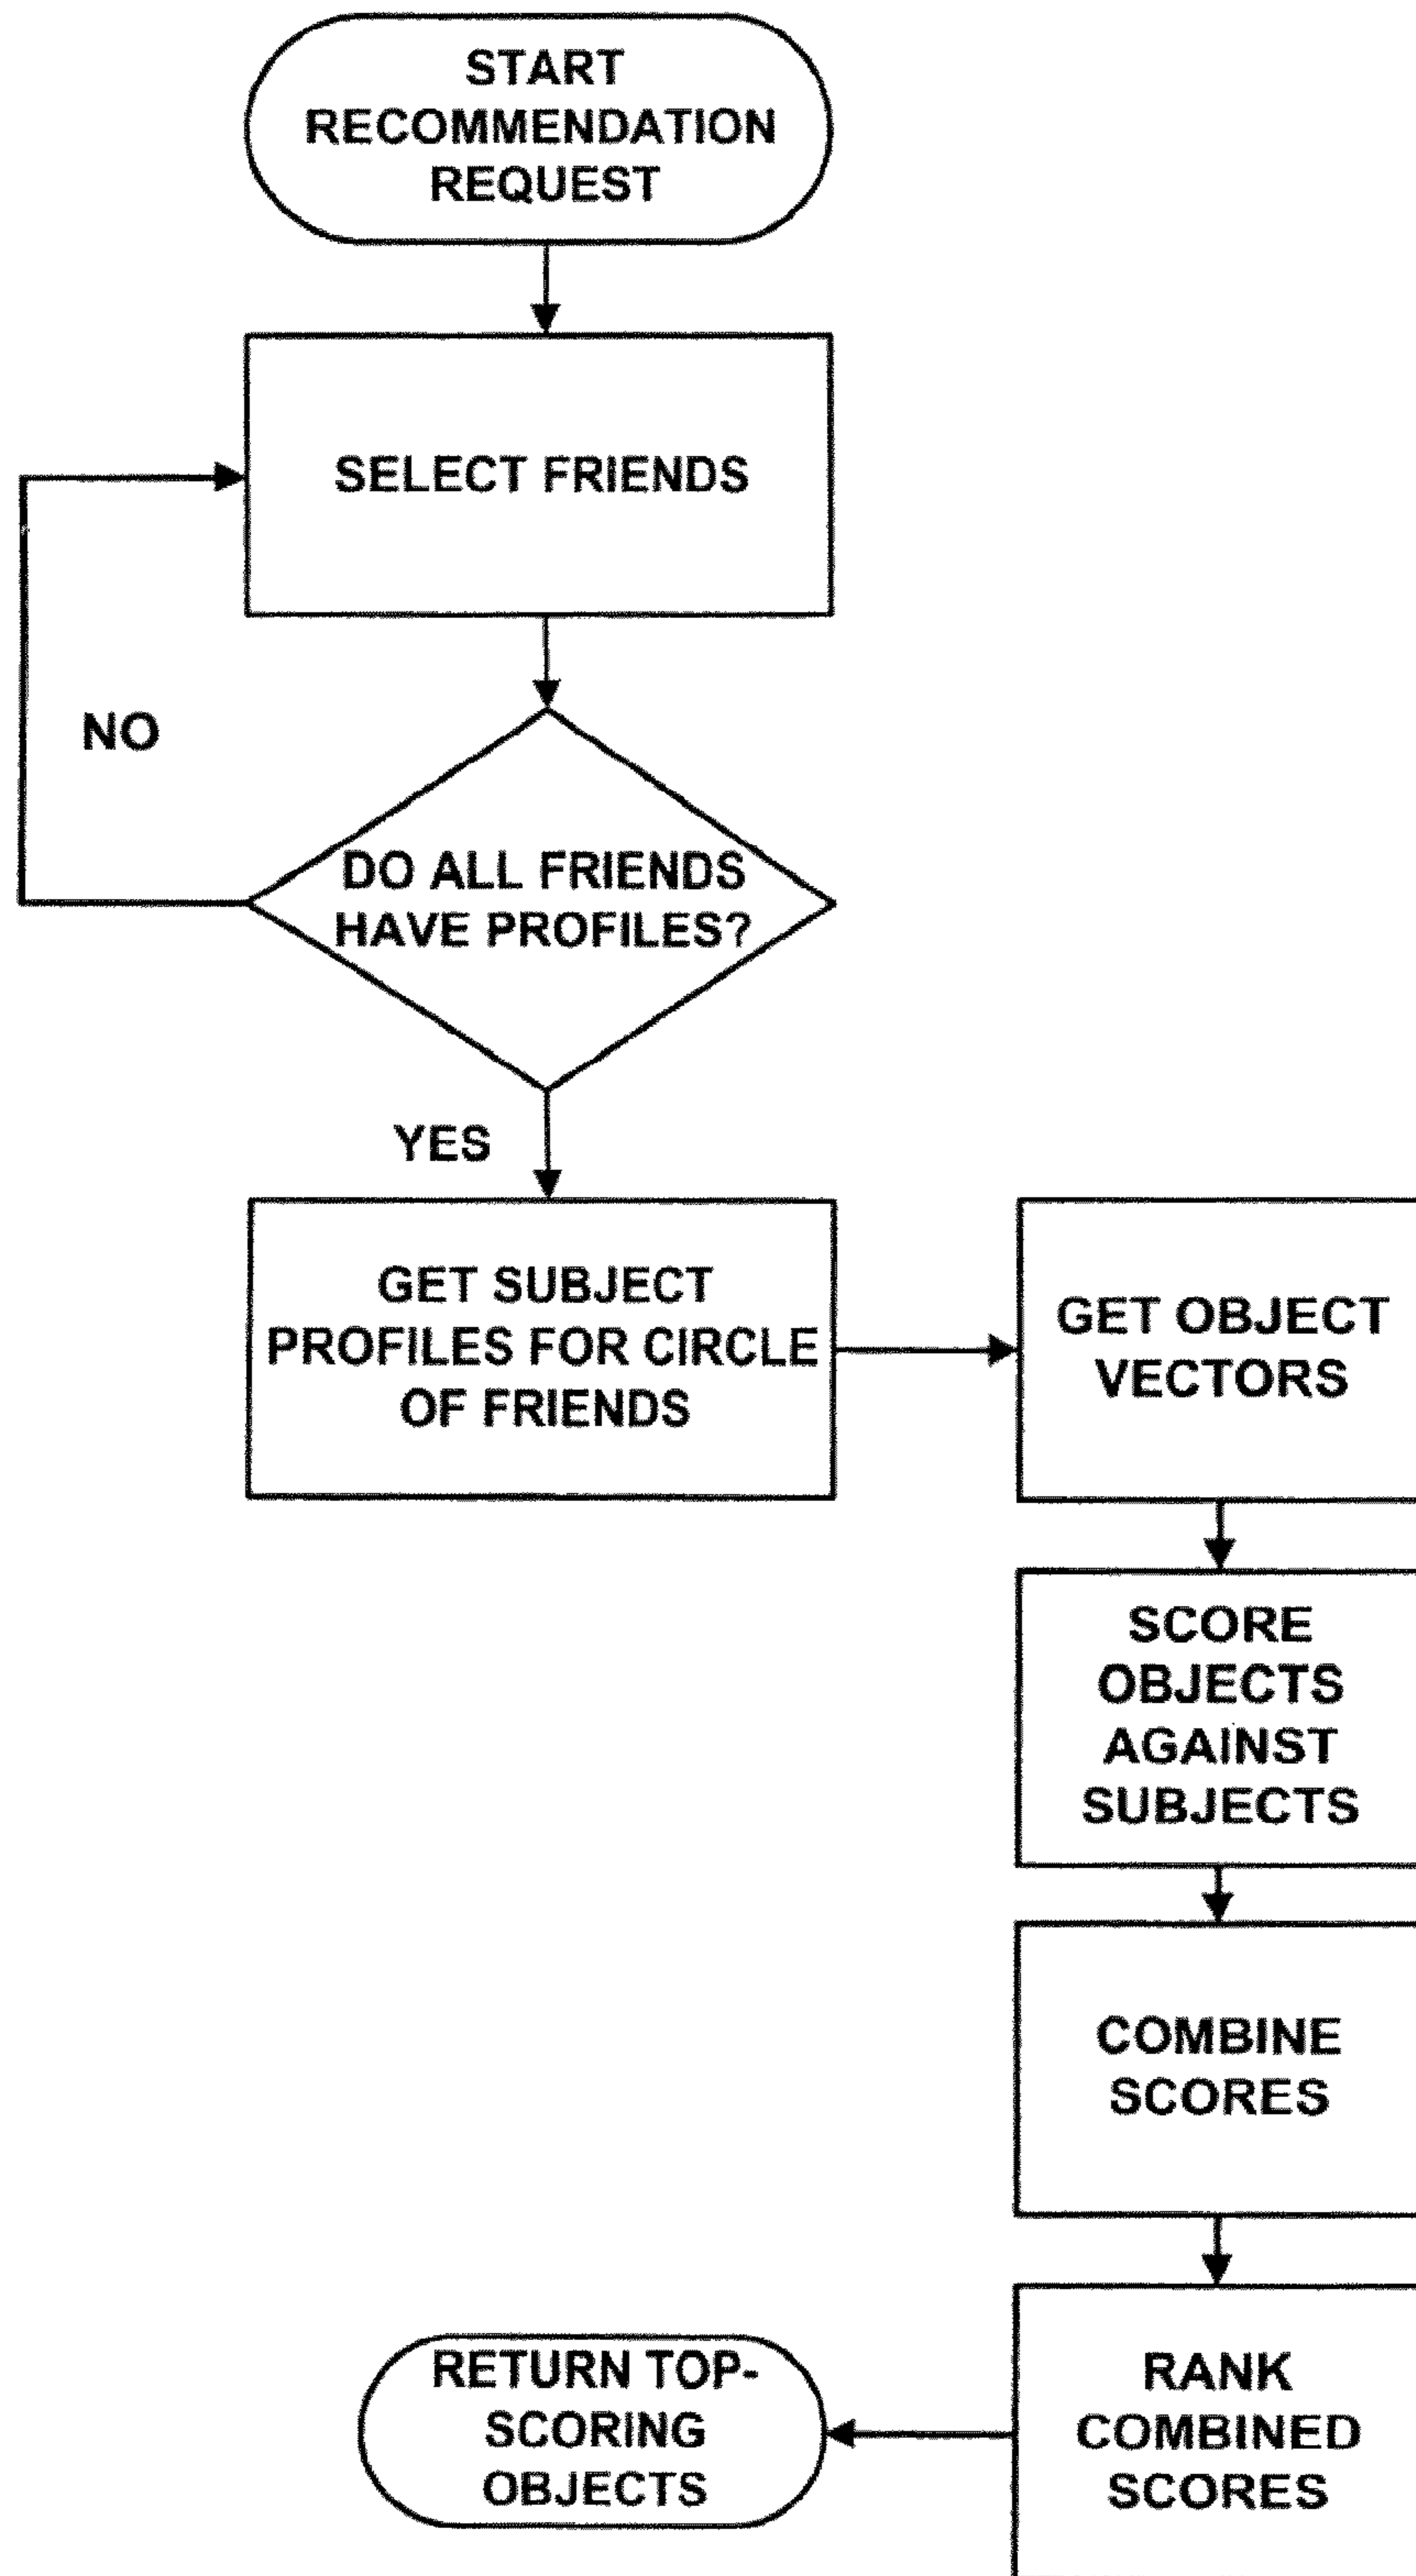 START
RECOMMENDATION
REQUEST
SELECT FRIENDS
NO
DO ALL FRIENDS
HAVE PROFILES?
YES
GET SUBJECT
PROFILES FOR CIRCLE
OF FRIENDS
GET OBJECT
VECTORS
SCORE
OBJECTS
AGAINST
SUBJECTS
COMBINE
SCORES
RANK
COMBINED
SCORES
RETURN TOP-
SCORING
OBJECTS